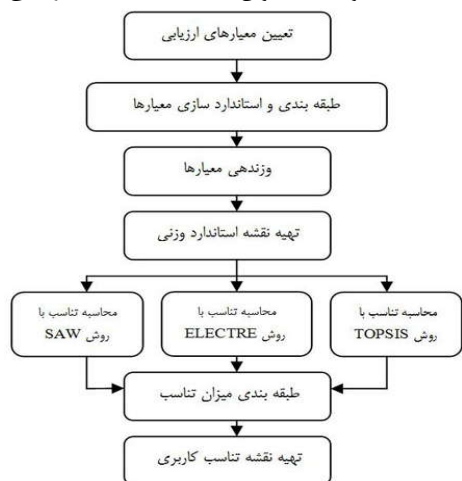 تعیین معیارهای ارزیابی
طبقه بندی و استاندارد سازی معیارها
وزندهی معیارها
تهیه نقشه استاندارد وزنی
محاسبه تناسب با
روش TOPSIS
محاسبه تناسب با
روش ELECTRE
محاسبه تناسب با
روش SAW
طبقه بندی میزان تناسب
تهیه نقشه تناسب کاربری